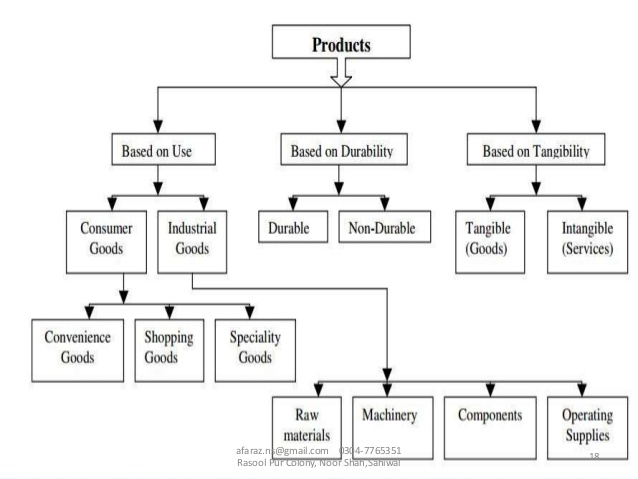 Products
Based on Use
Based on Durability
Based on Tangibility
Consumer
Goods
Industrial
Goods
Durable
Non-Durable
Tangible
(Goods)
Intangible
(Services)
Convenience
Goods
Shopping
Goods
Speciality
Goods
Raw
materials
Machinery
Components
Operating
Supplies
0304-7765351
Rasool Pur Colony, Noor Shah,Sahiwal
18